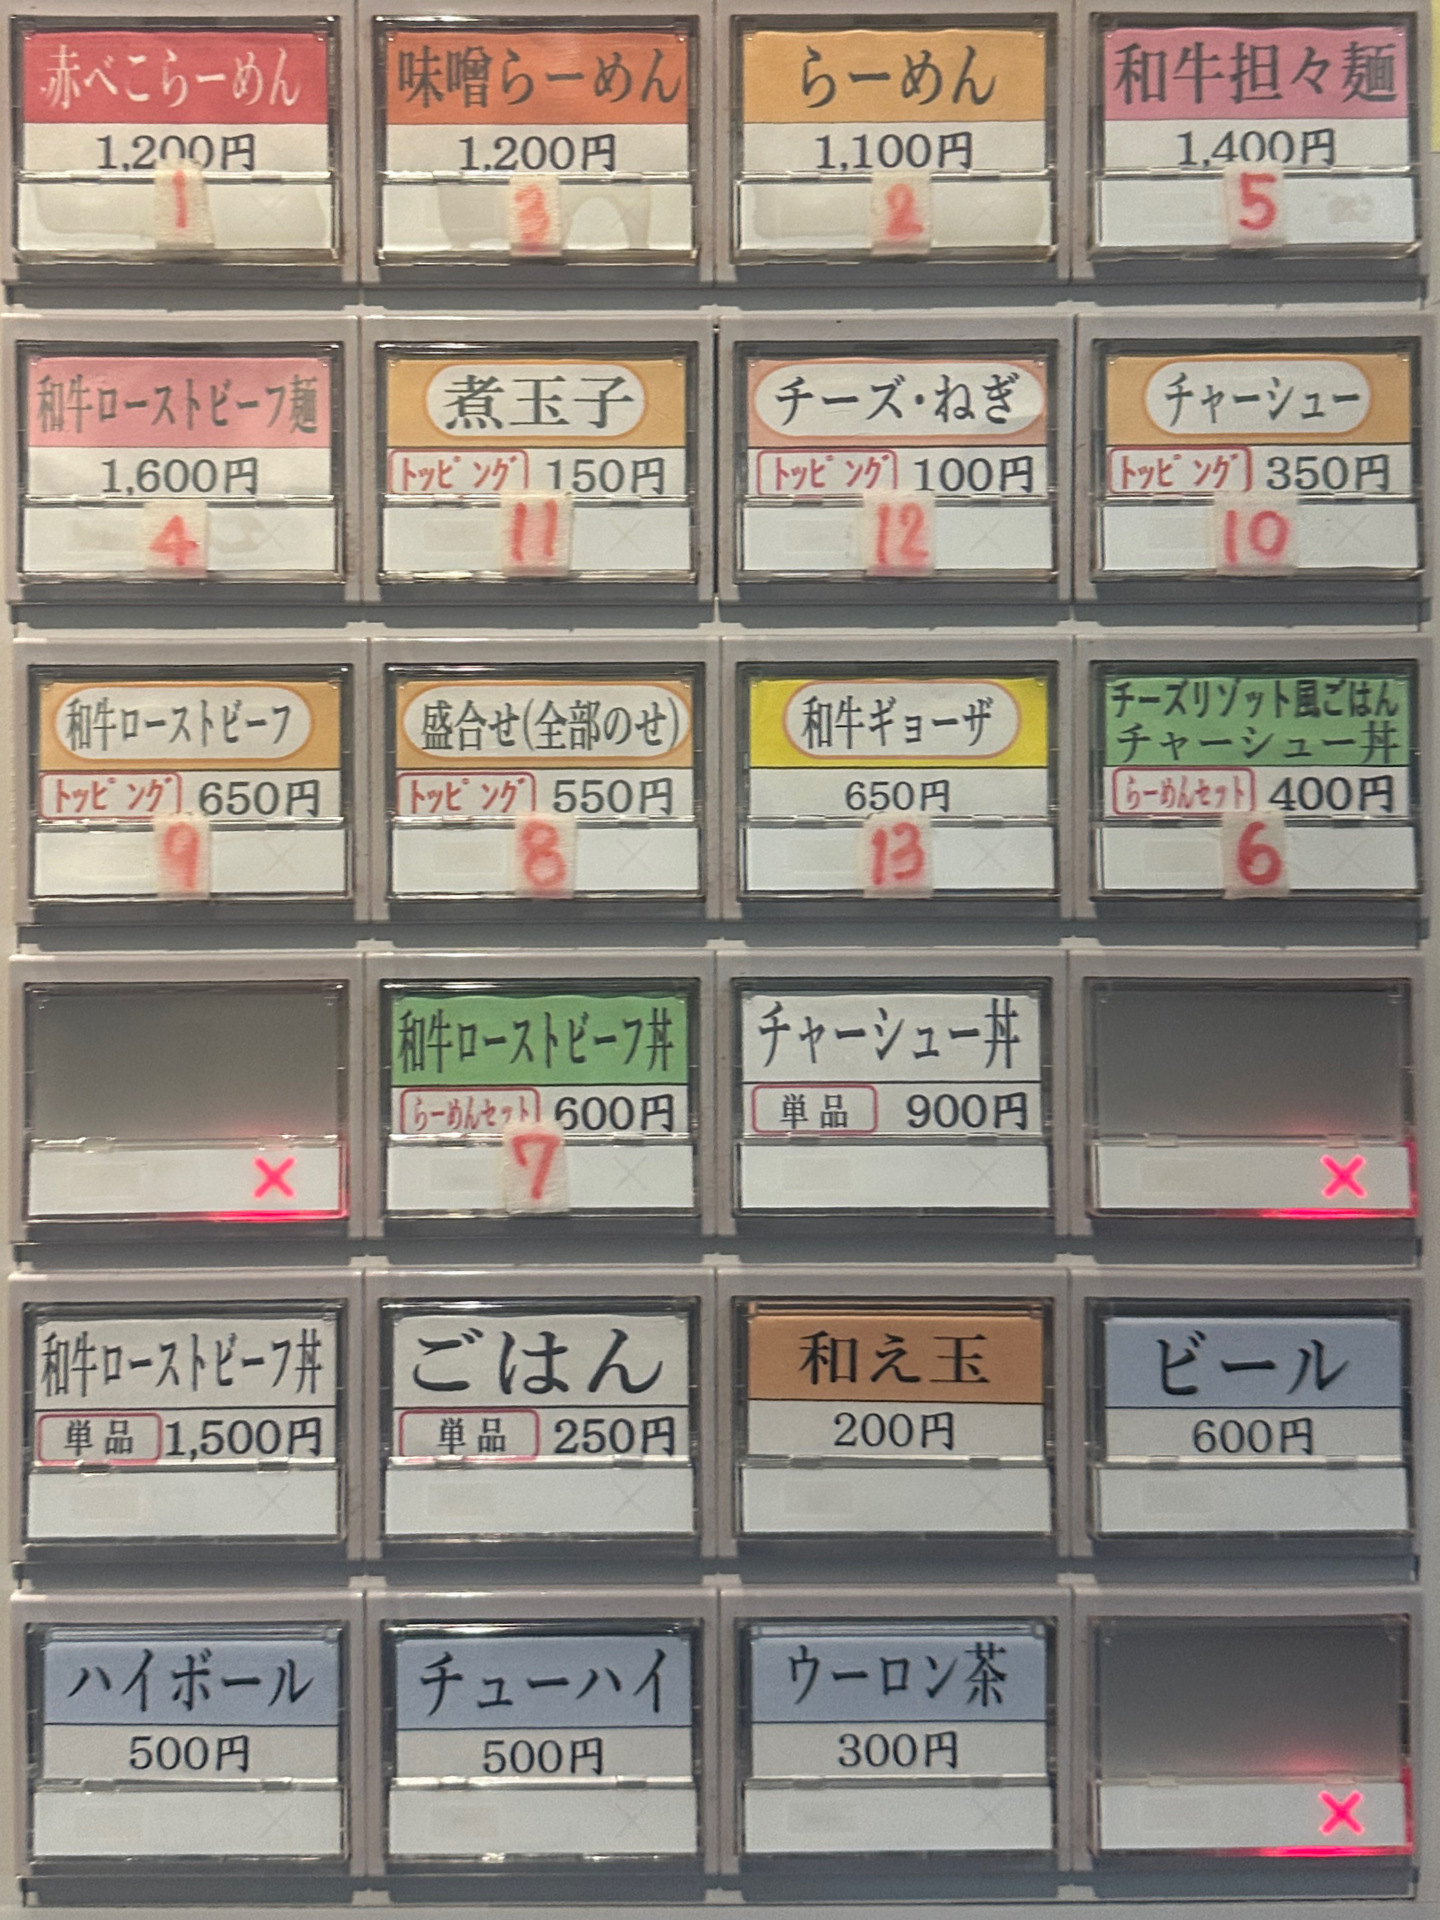 赤べこらーめん
1,200円
1
味噌らーめん
1,200円
3
らーめん
1,100円
2
和牛担々麺
1,400円
5
和牛ローストビーフ麺
1,600円
4
煮玉子
トッピング 150円
11
チーズ・ねぎ
トッピング 100円
12
チャーシュー
トッピング 350円
10
和牛ローストビーフ
トッピング 650円
9
盛合せ(全部のせ)
トッピング 550円
8
和牛ギョーザ
650円
13
チーズリゾット風ごはん
チャーシュー丼
らーめんセット 400円
6
×
和牛ローストビーフ丼
らーめんセット 600円
7
チャーシュー丼
単品 900円
×
和牛ローストビーフ丼
単品 1,500円
ごはん
単品 250円
和え玉
200円
ビール
600円
ハイボール
500円
チューハイ
500円
ウーロン茶
300円
×